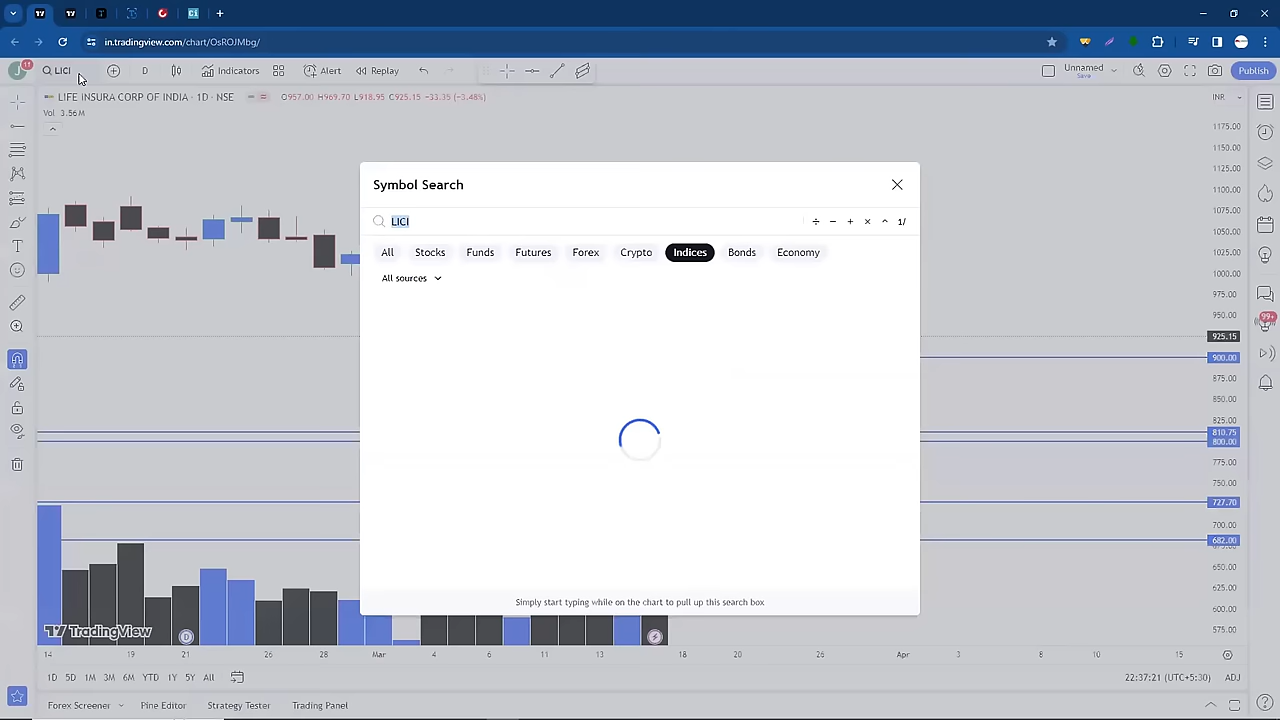 in.tradingview.com/chart/OsROJMbg/
J
11
LICI
D
Indicators
Alert
Replay
Unnamed
Save
Publish
LIFE INSURA CORP OF INDIA · 1D · NSE
O957.00 H969.70 L918.95 C925.15 -33.35 (-3.48%)
INR
Vol 3.56M
Symbol Search
LICI
÷ − + × ^ 1/
All Stocks Funds Futures Forex Crypto Indices Bonds Economy
All sources
Simply start typing while on the chart to pull up this search box
1175.00
1150.00
1125.00
1100.00
1075.00
1050.00
1025.00
1000.00
975.00
950.00
925.15
900.00
875.00
850.00
825.00
810.75
800.00
775.00
750.00
727.70
700.00
682.00
650.00
625.00
600.00
575.00
99+
TradingView
D
14 19 21 26 28 Mar 4 6 11 13 18 20 26 Apr 3 8 10 15
1D 5D 1M 3M 6M YTD 1Y 5Y All
22:37:21 (UTC+5:30) ADJ
Forex Screener Pine Editor Strategy Tester Trading Panel